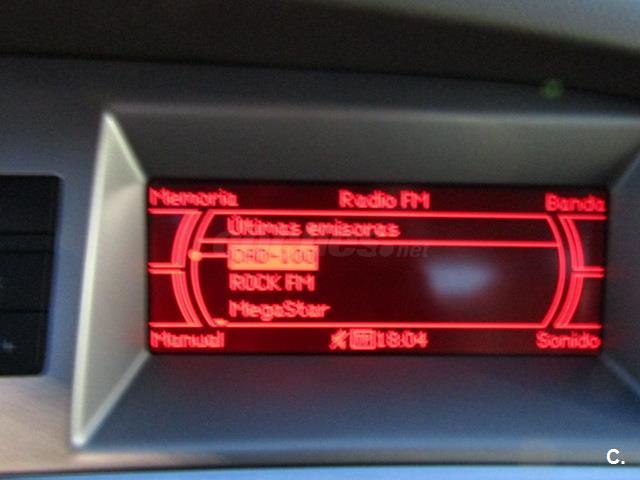 Memoria Radio FM Banda
Últimas emisoras
CAD-100
ROCK FM
MegaStar
Manual 18:04 Sonido
C.